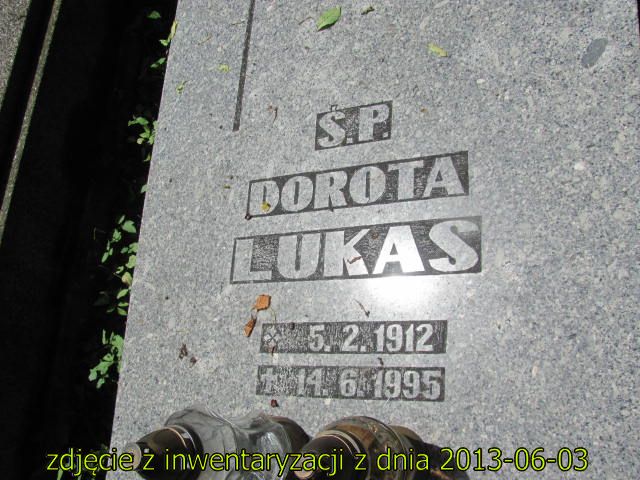 Ś.P.
DOROTA
LUKAS
5.2.1912
14.6.1995
zdjęcie z inwentaryzacji z dnia 2013-06-03